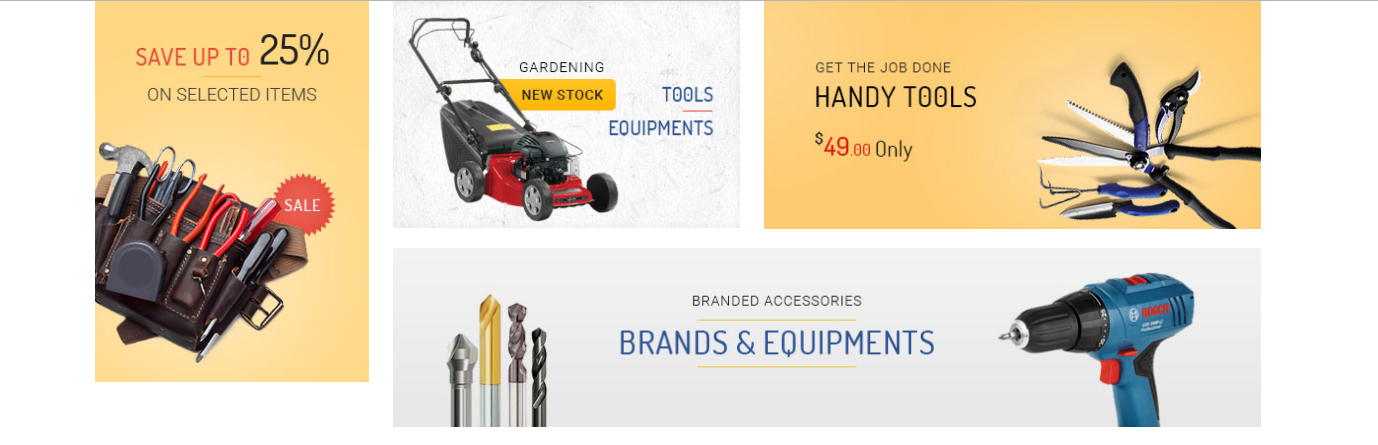 SAVE UP TO 25%
ON SELECTED ITEMS
SALE
GARDENING
NEW STOCK
TOOLS
EQUIPMENTS
GET THE JOB DONE
HANDY TOOLS
$49.00 Only
BRANDED ACCESSORIES
BRANDS & EQUIPMENTS
BOSCH